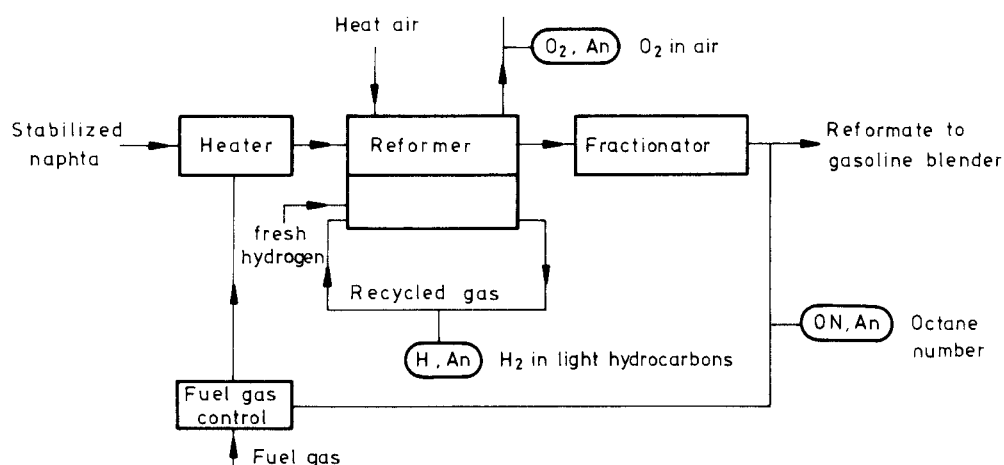 Heat air
O₂, An
O₂ in air
Stabilized
naphta
Heater
Reformer
Fractionator
Reformate to
gasoline blender
fresh
hydrogen
Recycled gas
H, An
H₂ in light hydrocarbons
ON, An
Octane
number
Fuel gas
control
Fuel gas